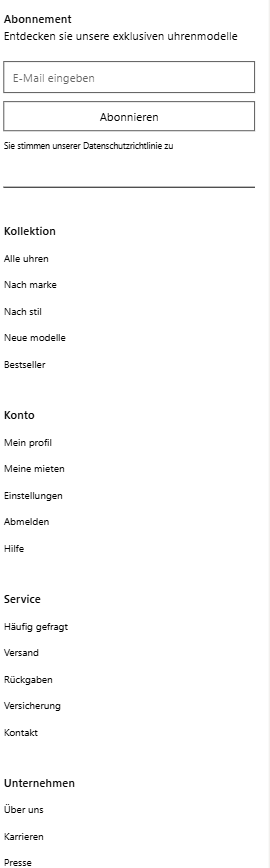 Abonnement
Entdecken sie unsere exklusiven uhrenmodelle
E-Mail eingeben
Abonnieren
Sie stimmen unserer Datenschutzrichtlinie zu
Kollektion
Alle uhren
Nach marke
Nach stil
Neue modelle
Bestseller
Konto
Mein profil
Meine mieten
Einstellungen
Abmelden
Hilfe
Service
Häufig gefragt
Versand
Rückgaben
Versicherung
Kontakt
Unternehmen
Über uns
Karrieren
Presse